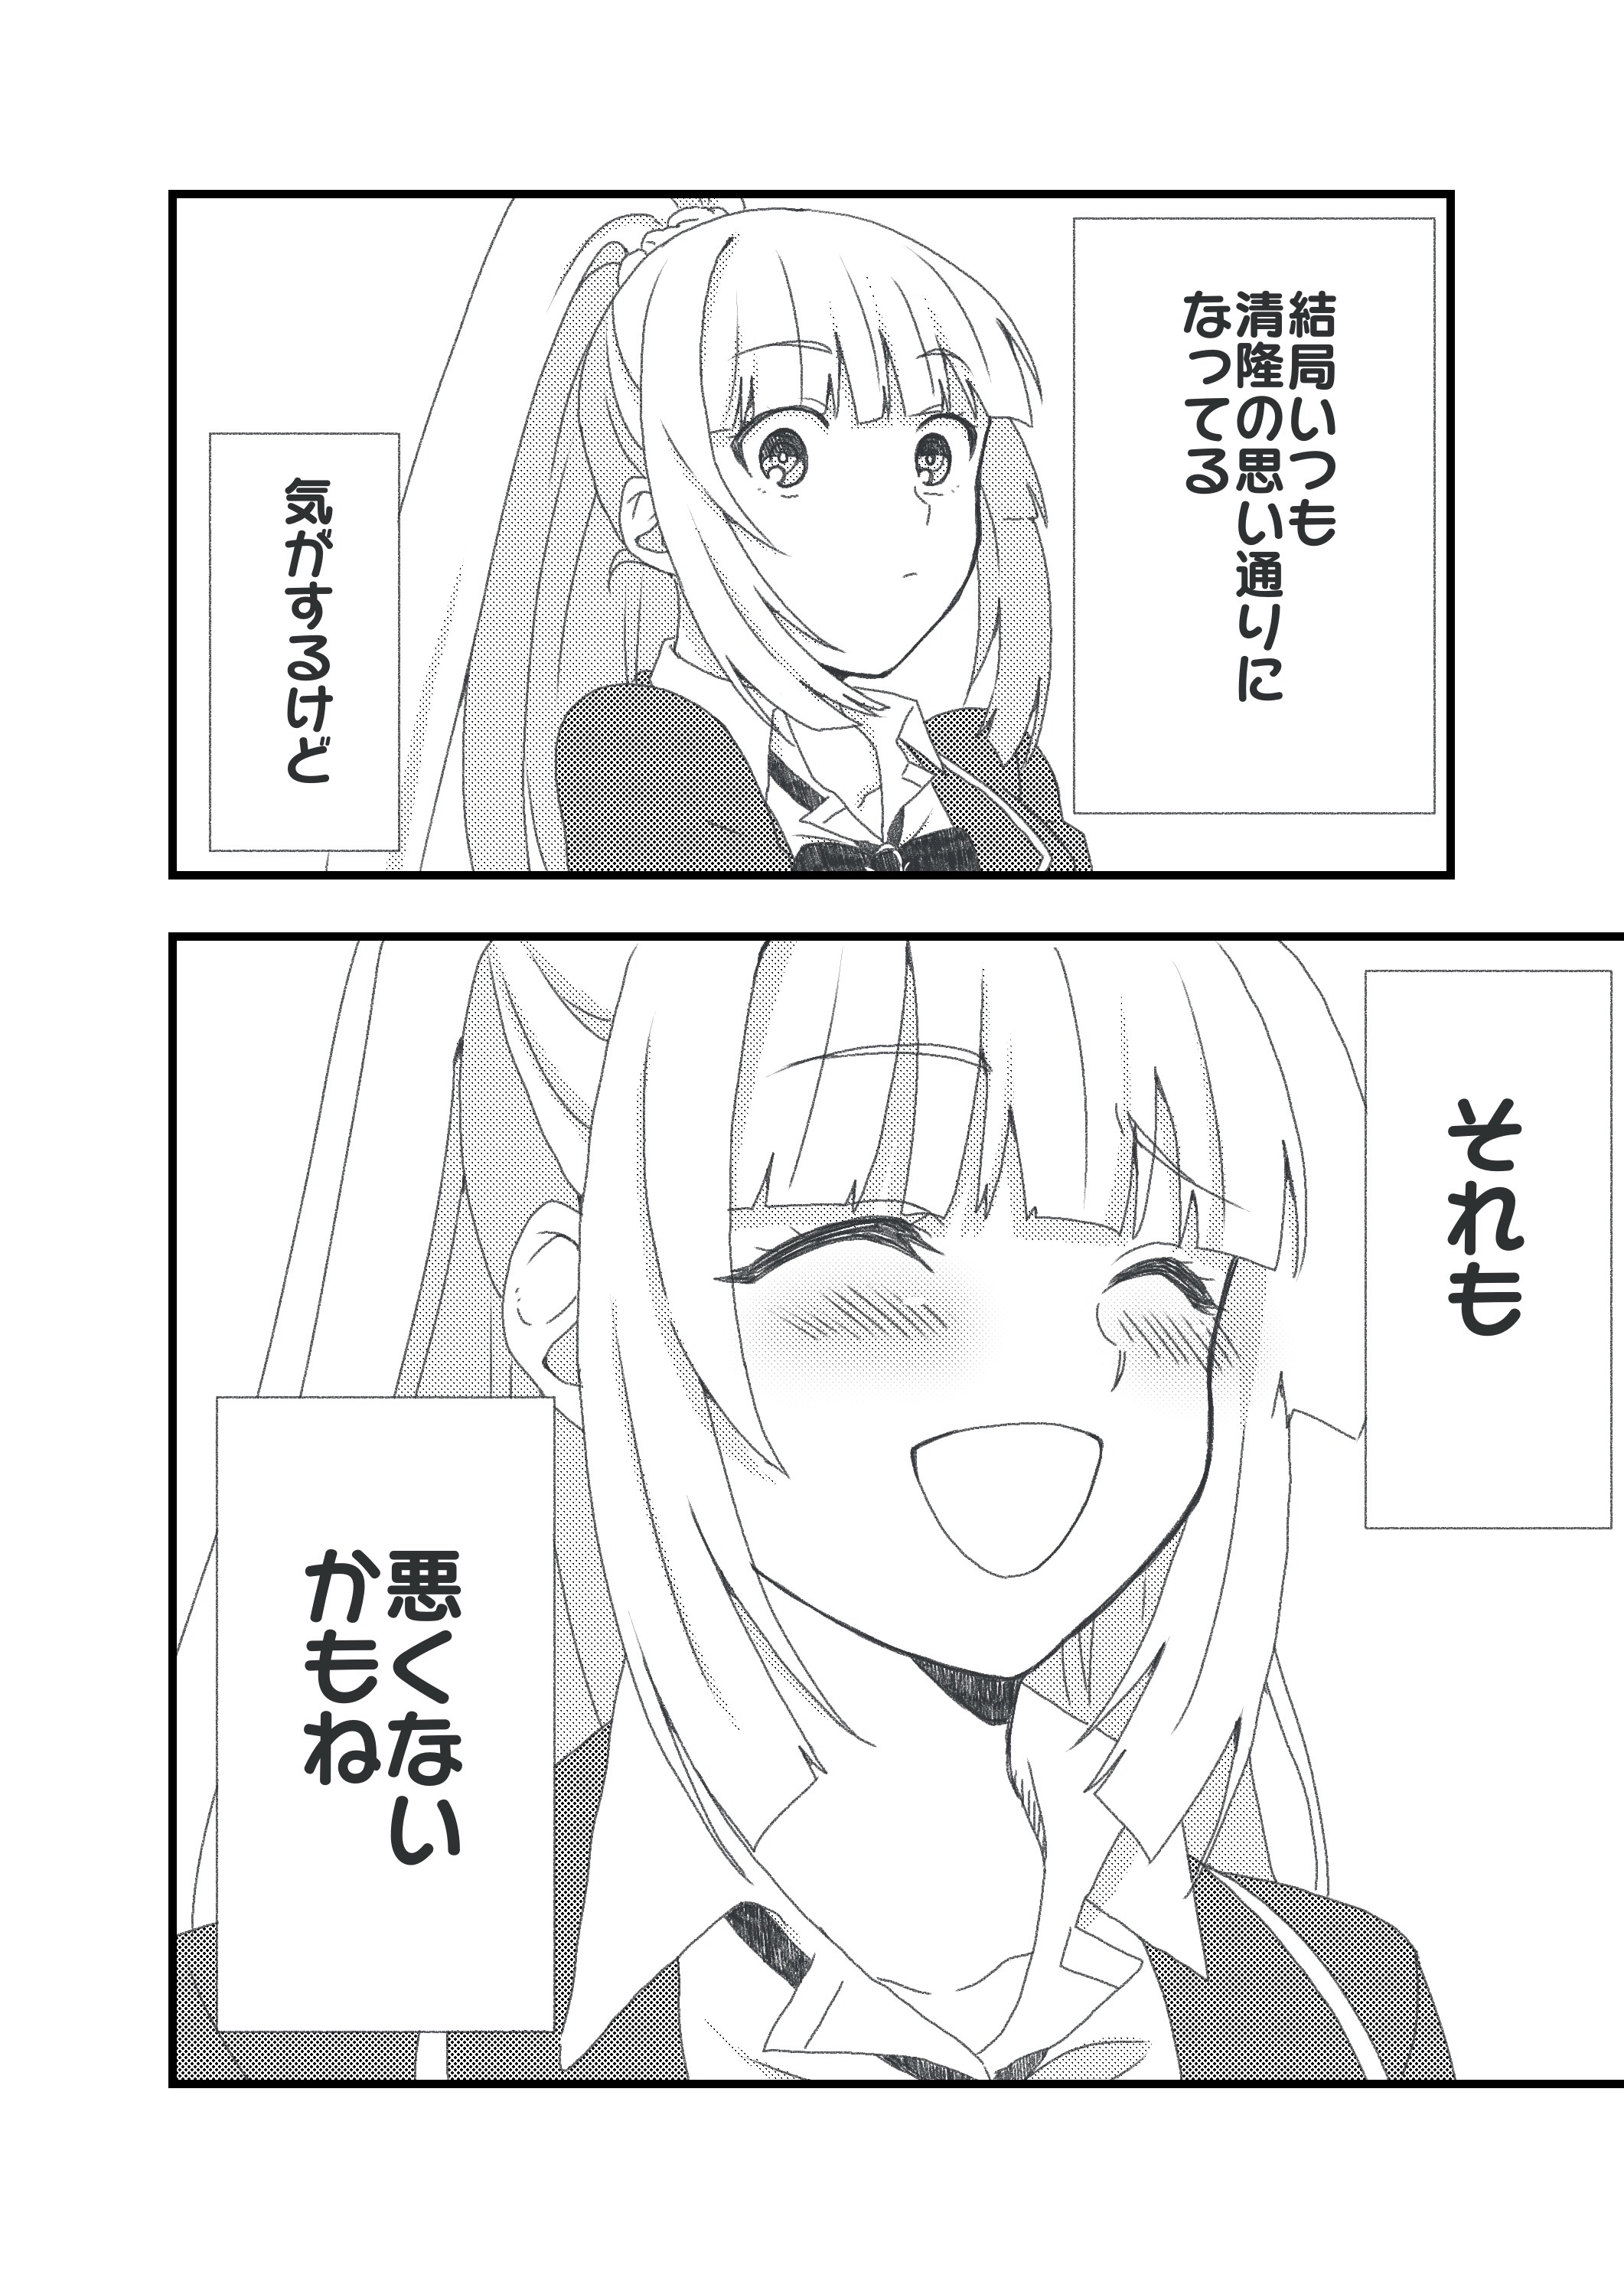 結局いつも
清隆の思い通りに
なってる
気がするけど
それも
悪くない
かもね